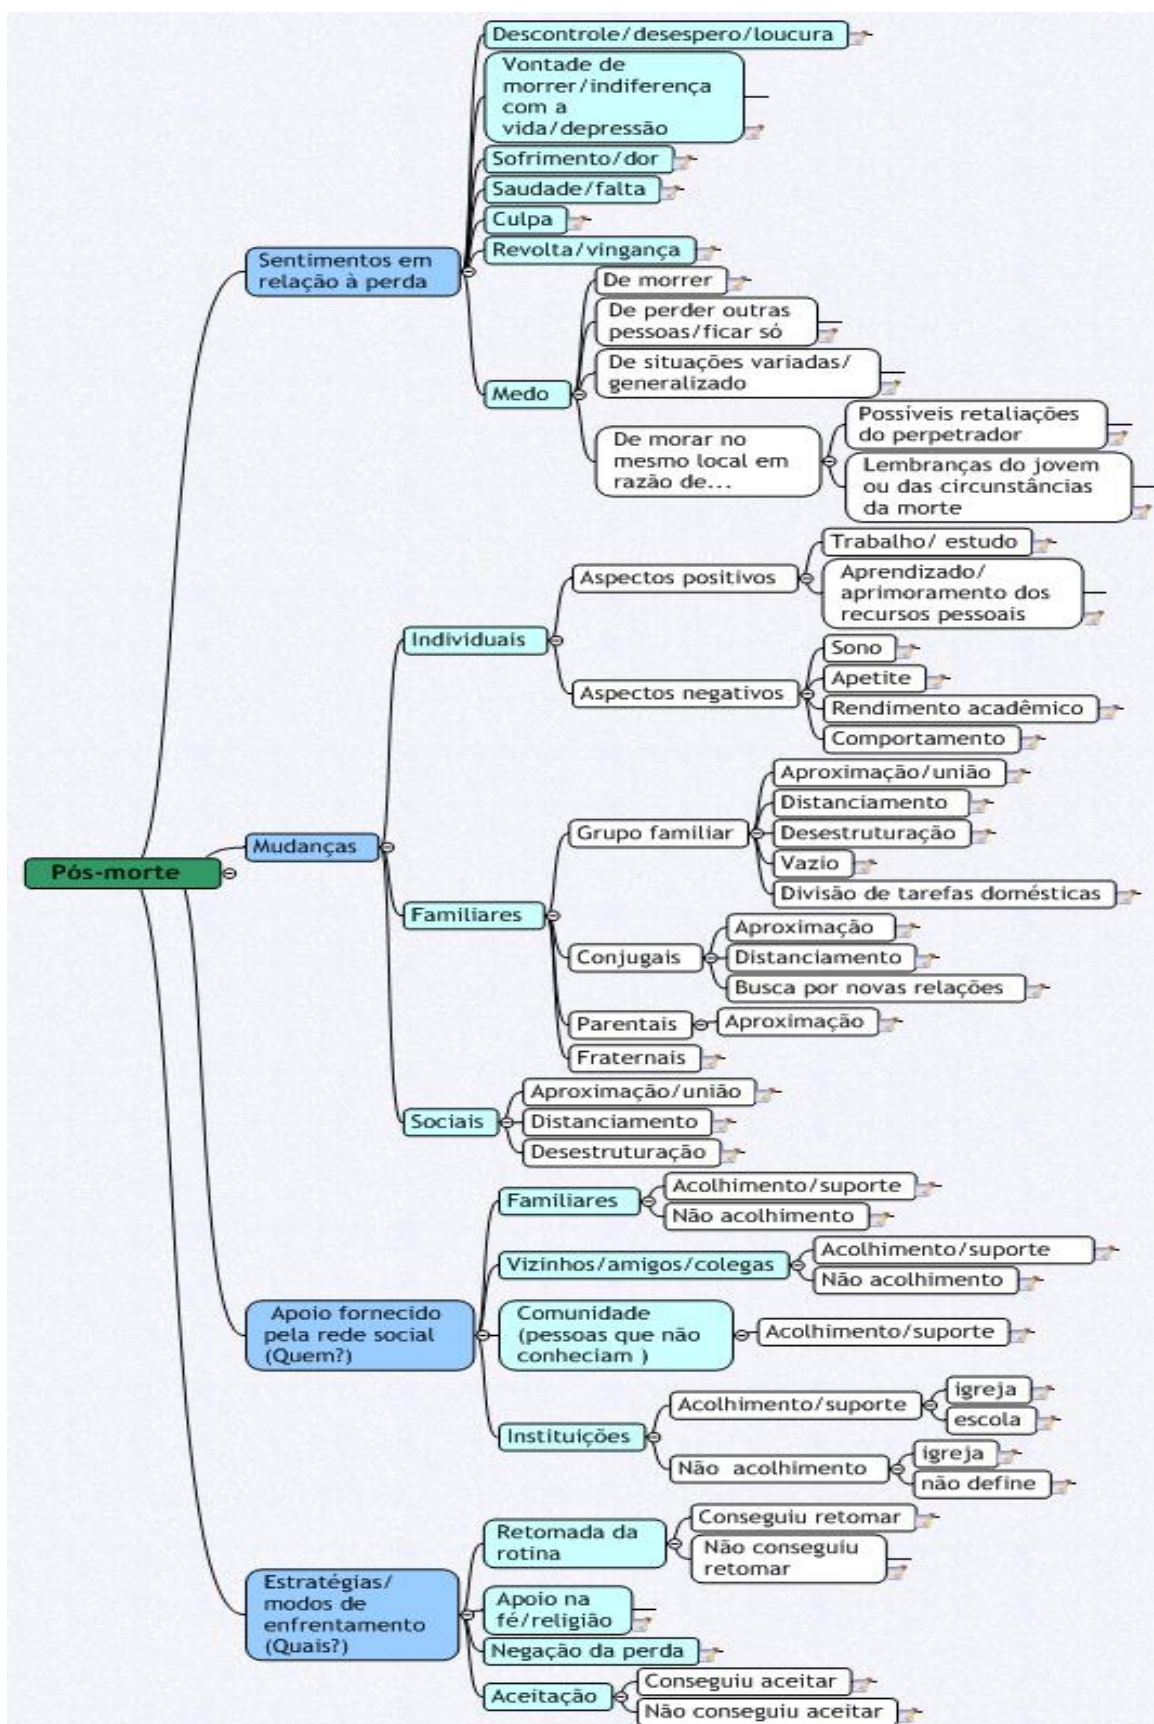 Pós-morte
Sentimentos em
relação à perda
Descontrole/desespero/loucura
Vontade de
morrer/indiferença
com a
vida/depressão
Sofrimento/dor
Saudade/falta
Culpa
Revolta/vingança
Medo
De morrer
De perder outras
pessoas/ficar só
De situações variadas/
generalizado
De morar no
mesmo local em
razão de...
Possíveis retaliações
do perpetrador
Lembranças do jovem
ou das circunstâncias
da morte
Mudanças
Individuais
Aspectos positivos
Trabalho/ estudo
Aprendizado/
aprimoramento dos
recursos pessoais
Aspectos negativos
Sono
Apetite
Rendimento acadêmico
Comportamento
Familiares
Grupo familiar
Aproximação/união
Distanciamento
Desestruturação
Vazio
Divisão de tarefas domésticas
Conjugais
Aproximação
Distanciamento
Busca por novas relações
Parentais
Aproximação
Fraternais
Sociais
Aproximação/união
Distanciamento
Desestruturação
Apoio fornecido
pela rede social
(Quem?)
Familiares
Acolhimento/suporte
Não acolhimento
Vizinhos/amigos/colegas
Acolhimento/suporte
Não acolhimento
Comunidade
(pessoas que não
conheciam )
Acolhimento/suporte
Instituições
Acolhimento/suporte
igreja
escola
Não acolhimento
igreja
não define
Estratégias/
modos de
enfrentamento
(Quais?)
Retomada da
rotina
Conseguiu retomar
Não conseguiu
retomar
Apoio na
fé/religião
Negação da perda
Aceitação
Conseguiu aceitar
Não conseguiu aceitar